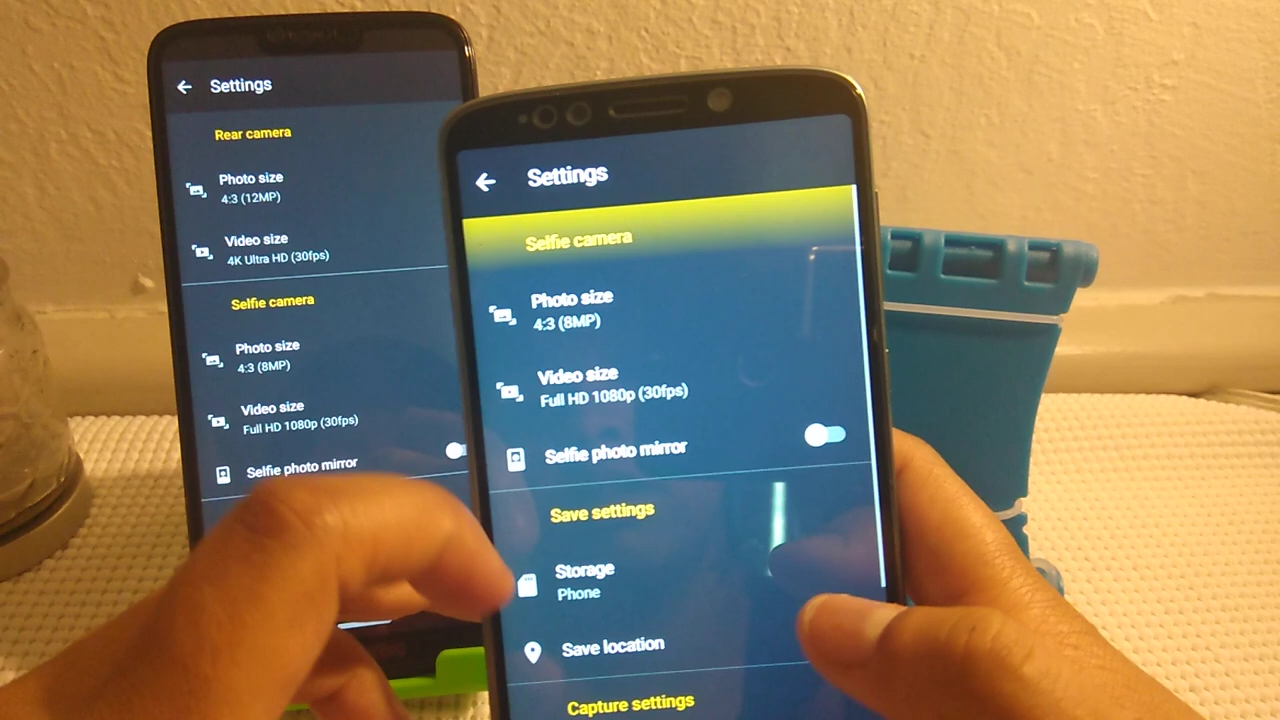 Settings
Rear camera
Photo size
4:3 (12MP)
Video size
4K Ultra HD (30fps)
Selfie camera
Photo size
4:3 (8MP)
Video size
Full HD 1080p (30fps)
Selfie photo mirror
Settings
Selfie camera
Photo size
4:3 (8MP)
Video size
Full HD 1080p (30fps)
Selfie photo mirror
Save settings
Storage
Phone
Save location
Capture settings